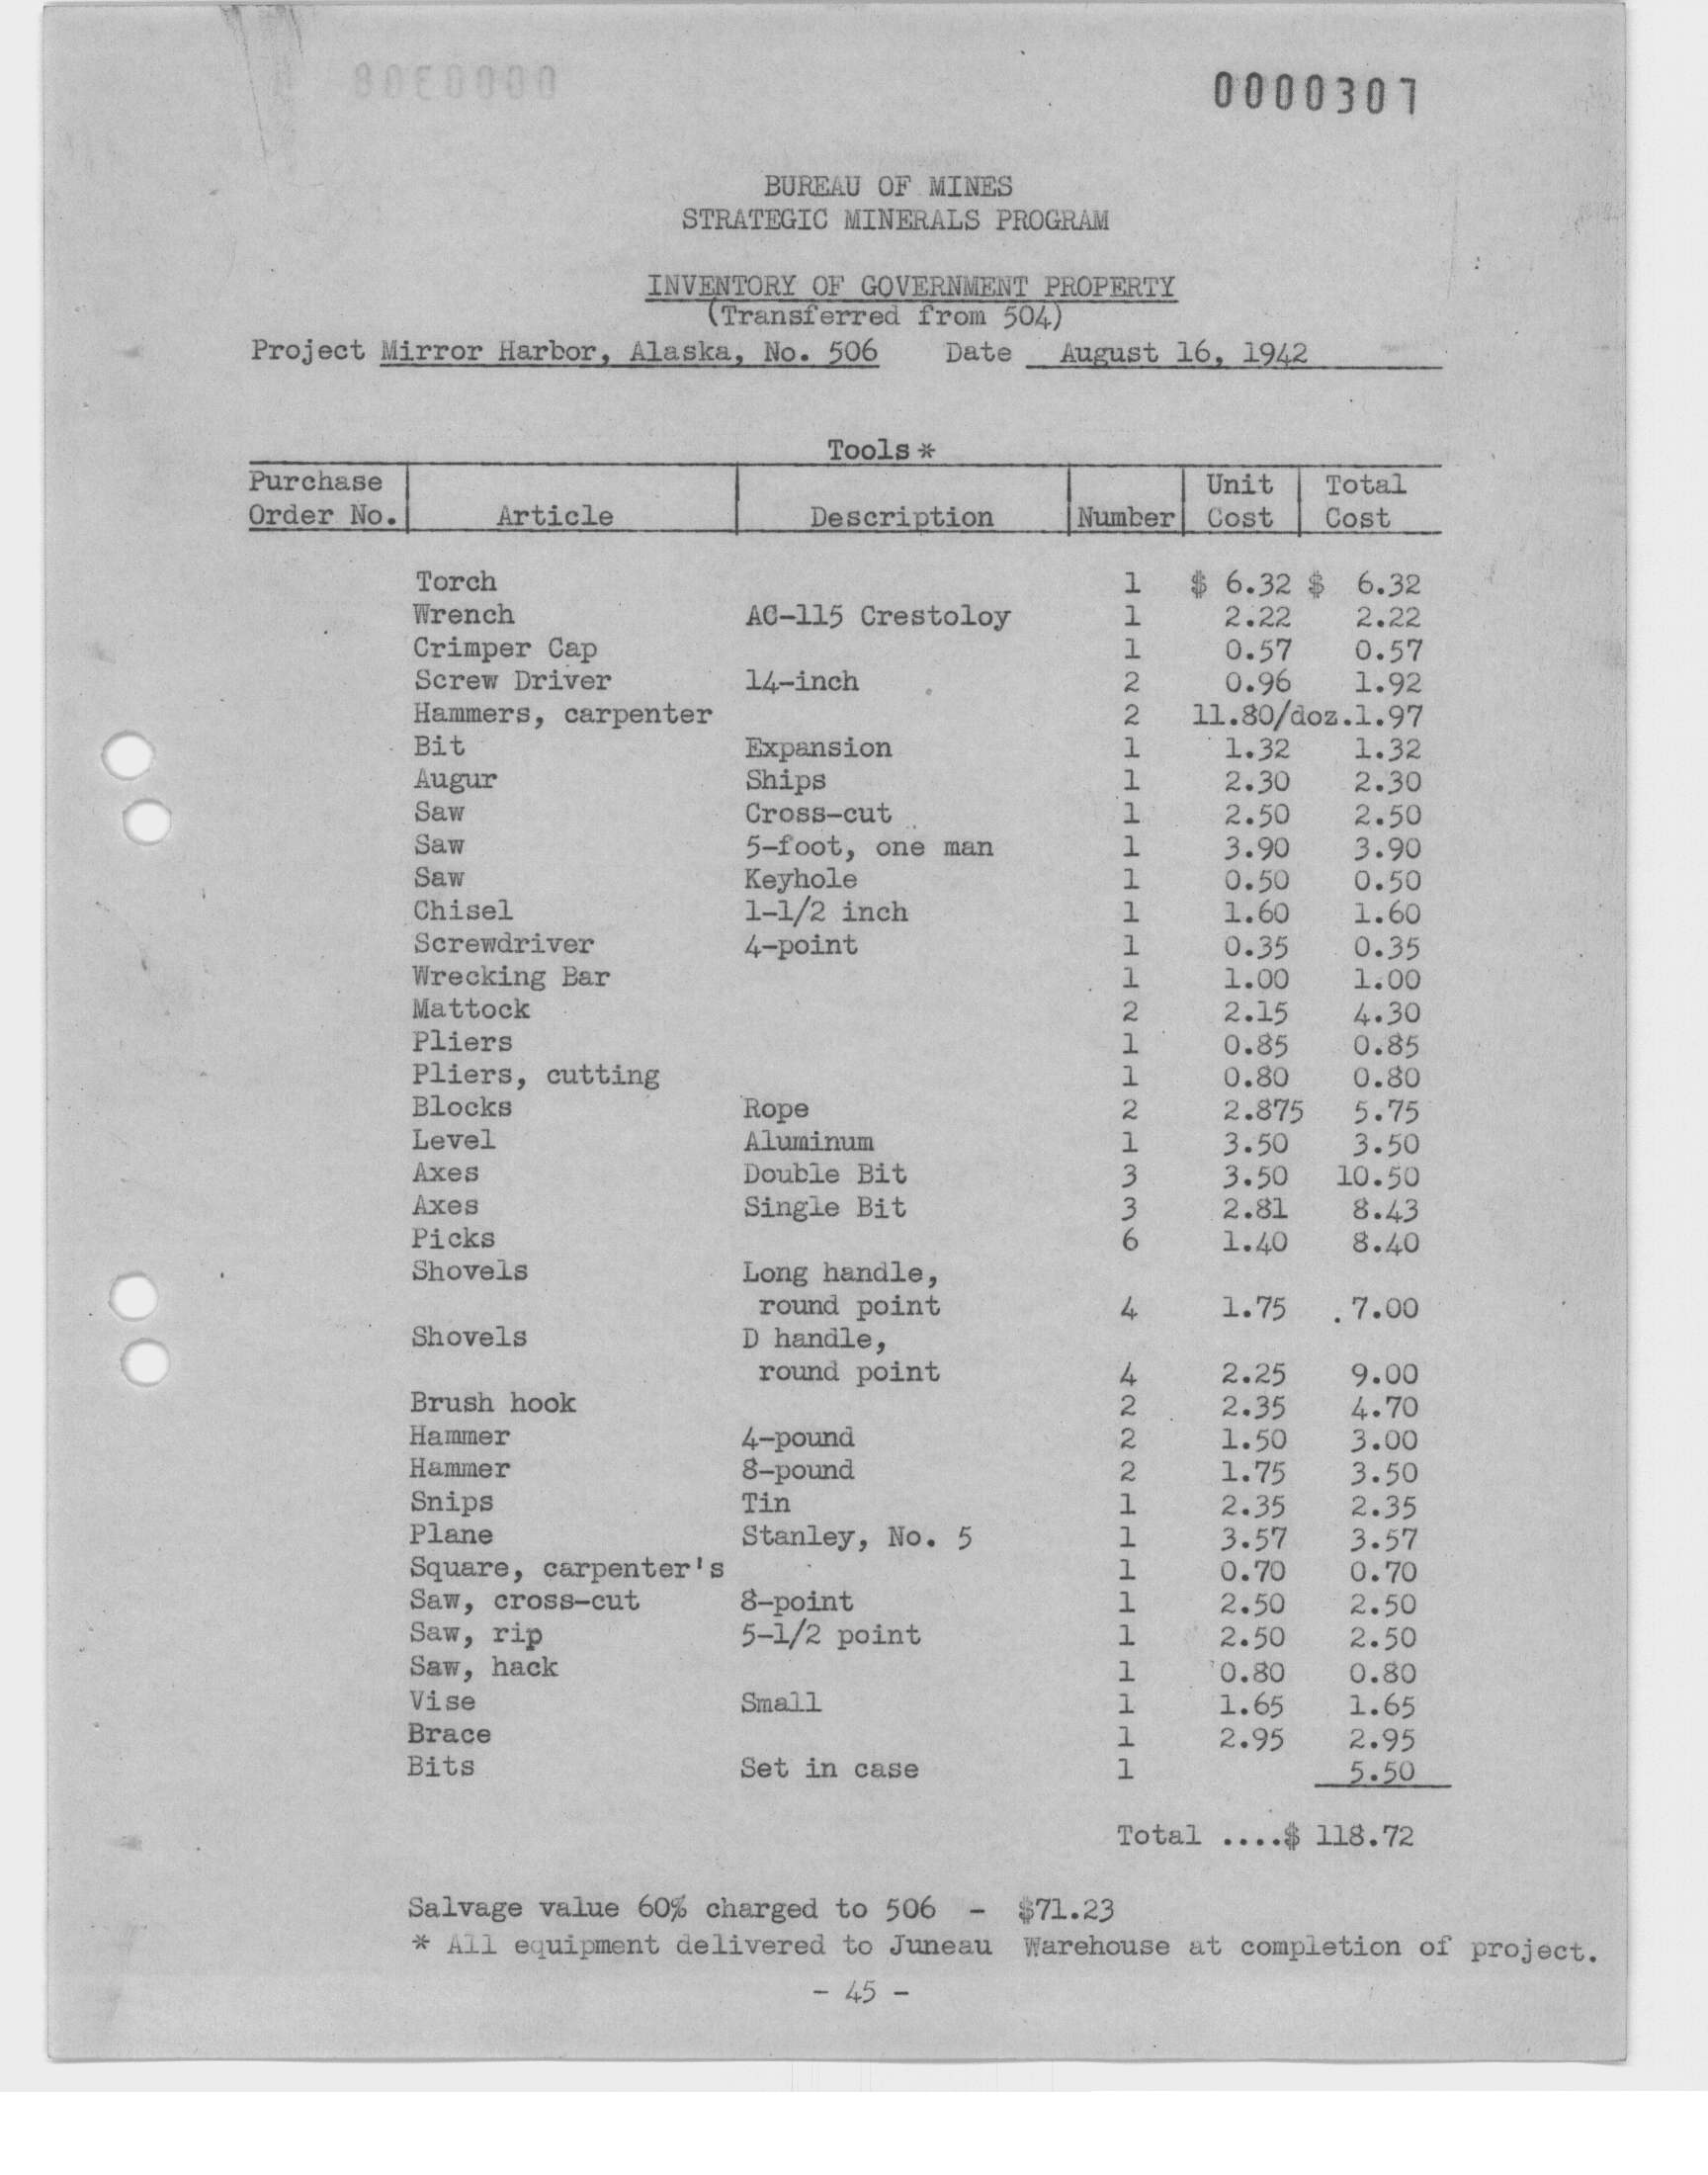 0000307
BUREAU OF MINES
STRATEGIC MINERALS PROGRAM
INVENTORY OF GOVERNMENT PROPERTY
(Transferred from 504)
Project Mirror Harbor, Alaska, No. 506 Date August 16, 1942
Tools *
Purchase Order No. Article Description Number Unit Cost Total Cost
Torch 1 $ 6.32 $ 6.32
Wrench AC-115 Crestoloy 1 2.22 2.22
Crimper Cap 1 0.57 0.57
Screw Driver 14-inch 2 0.96 1.92
Hammers, carpenter 2 11.80/doz. 1.97
Bit Expansion 1 1.32 1.32
Augur Ships 1 2.30 2.30
Saw Cross-cut 1 2.50 2.50
Saw 5-foot, one man 1 3.90 3.90
Saw Keyhole 1 0.50 0.50
Chisel 1-1/2 inch 1 1.60 1.60
Screwdriver 4-point 1 0.35 0.35
Wrecking Bar 1 1.00 1.00
Mattock 2 2.15 4.30
Pliers 1 0.85 0.85
Pliers, cutting 1 0.80 0.80
Blocks Rope 2 2.875 5.75
Level Aluminum 1 3.50 3.50
Axes Double Bit 3 3.50 10.50
Axes Single Bit 3 2.81 8.43
Picks 6 1.40 8.40
Shovels Long handle,
round point 4 1.75 7.00
Shovels D handle,
round point 4 2.25 9.00
Brush hook 2 2.35 4.70
Hammer 4-pound 2 1.50 3.00
Hammer 8-pound 2 1.75 3.50
Snips Tin 1 2.35 2.35
Plane Stanley, No. 5 1 3.57 3.57
Square, carpenter's 1 0.70 0.70
Saw, cross-cut 8-point 1 2.50 2.50
Saw, rip 5-1/2 point 1 2.50 2.50
Saw, hack 1 0.80 0.80
Vise Small 1 1.65 1.65
Brace 1 2.95 2.95
Bits Set in case 1 5.50
Total ....$ 118.72
Salvage value 60% charged to 506 - $71.23
* All equipment delivered to Juneau Warehouse at completion of project.
- 45 -